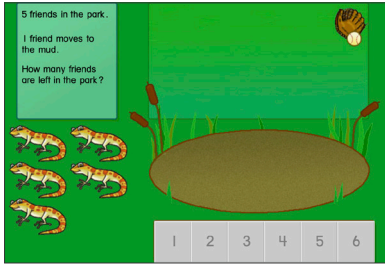 5 friends in the park.
1 friend moves to
the mud.
How many friends
are left in the park?
1 2 3 4 5 6